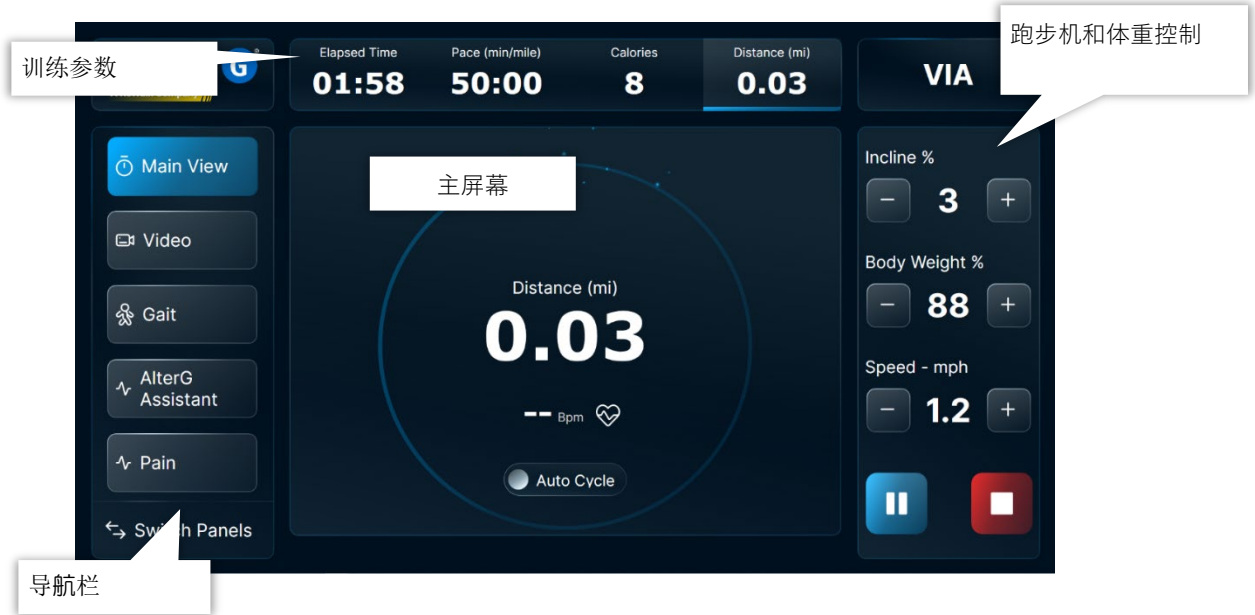 跑步机和体重控制
训练参数
G
Elapsed Time
01:58
Pace (min/mile)
50:00
Calories
8
Distance (mi)
0.03
VIA
Main View
Video
Gait
AlterG
Assistant
Pain
Panels
导航栏
主屏幕
Distance (mi)
0.03
-- Bpm
Auto Cycle
Incline %
− 3 +
Body Weight %
− 88 +
Speed - mph
− 1.2 +